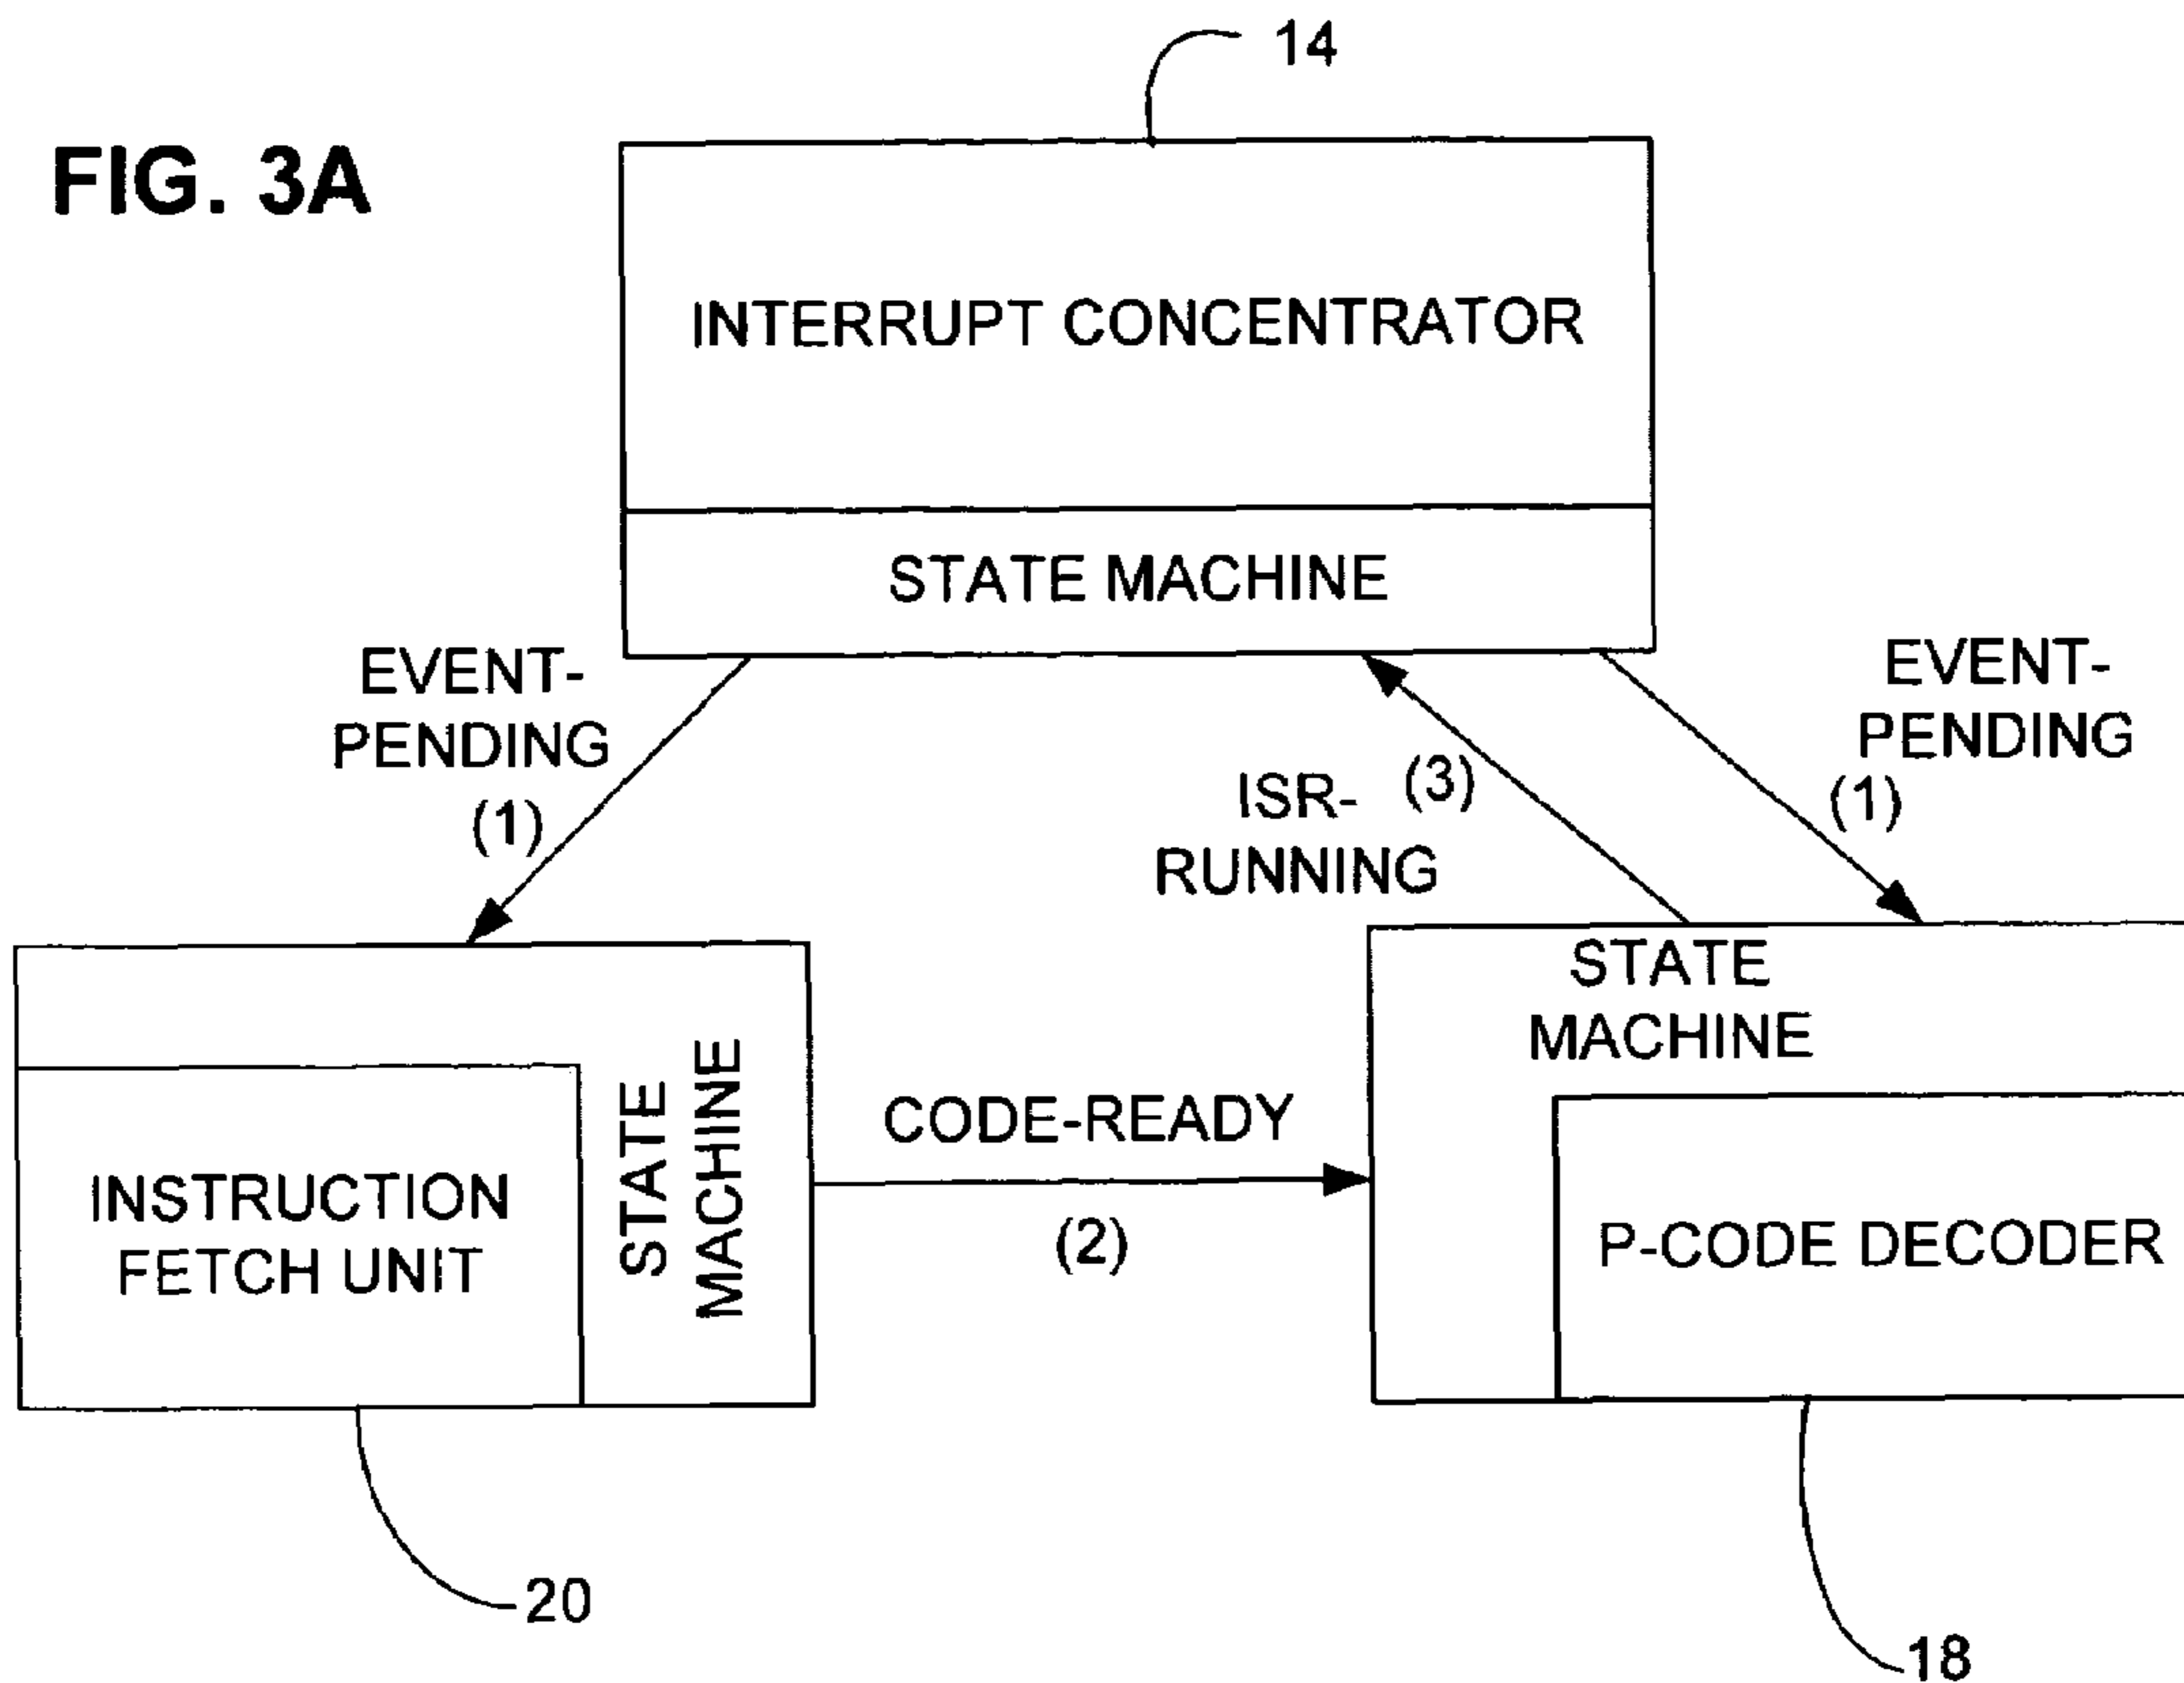 14
FIG. 3A
INTERRUPT CONCENTRATOR
STATE MACHINE
EVENT-
PENDING
(1)
ISR-
RUNNING
(3)
EVENT-
PENDING
(1)
STATE
MACHINE
INSTRUCTION
FETCH UNIT
CODE-READY
(2)
STATE
MACHINE
P-CODE DECODER
20
18